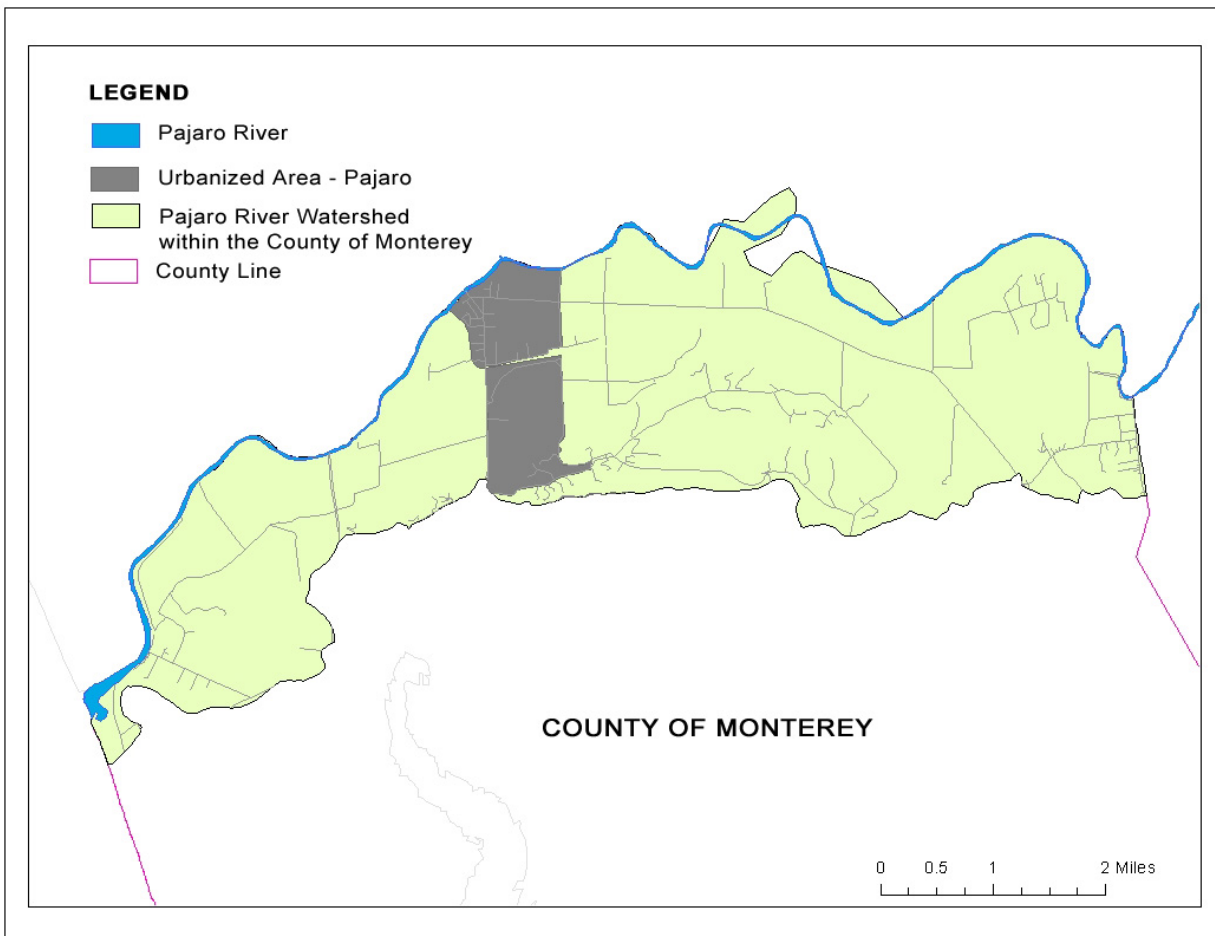 LEGEND
Pajaro River
Urbanized Area - Pajaro
Pajaro River Watershed
within the County of Monterey
County Line
COUNTY OF MONTEREY
0 0.5 1 2 Miles